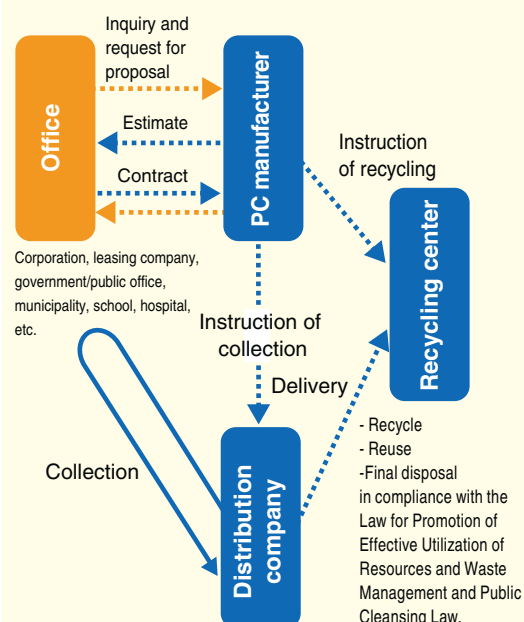 Inquiry and
request for
proposal
Office
PC manufacturer
Estimate
Contract
Instruction
of recycling
Recycling center
Corporation, leasing company,
government/public office,
municipality, school, hospital,
etc.
Instruction of
collection
Delivery
Collection
Distribution
company
- Recycle
- Reuse
-Final disposal
in compliance with the
Law for Promotion of
Effective Utilization of
Resources and Waste
Management and Public
Cleansing Law.